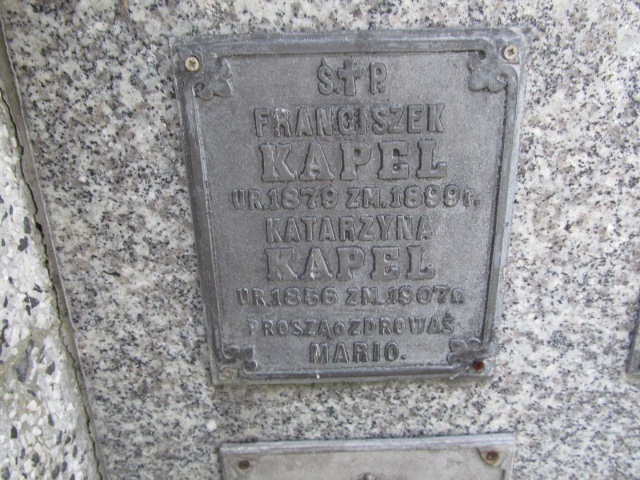 Ś.✝P.
FRANCISZEK
KAPEL
UR.1879 ZM.1899r.
KATARZYNA
KAPEL
UR.1856 ZM.1907r.
PROSZĄ o ZDROWAŚ
MARIO.